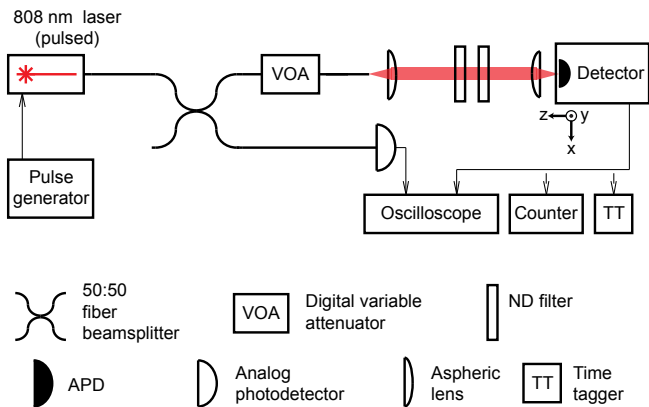 808 nm laser
(pulsed)
VOA
Detector
z
y
x
Pulse
generator
Oscilloscope
Counter
TT
50:50
fiber
beamsplitter
VOA
Digital variable
attenuator
ND filter
APD
Analog
photodetector
Aspheric
lens
TT
Time
tagger